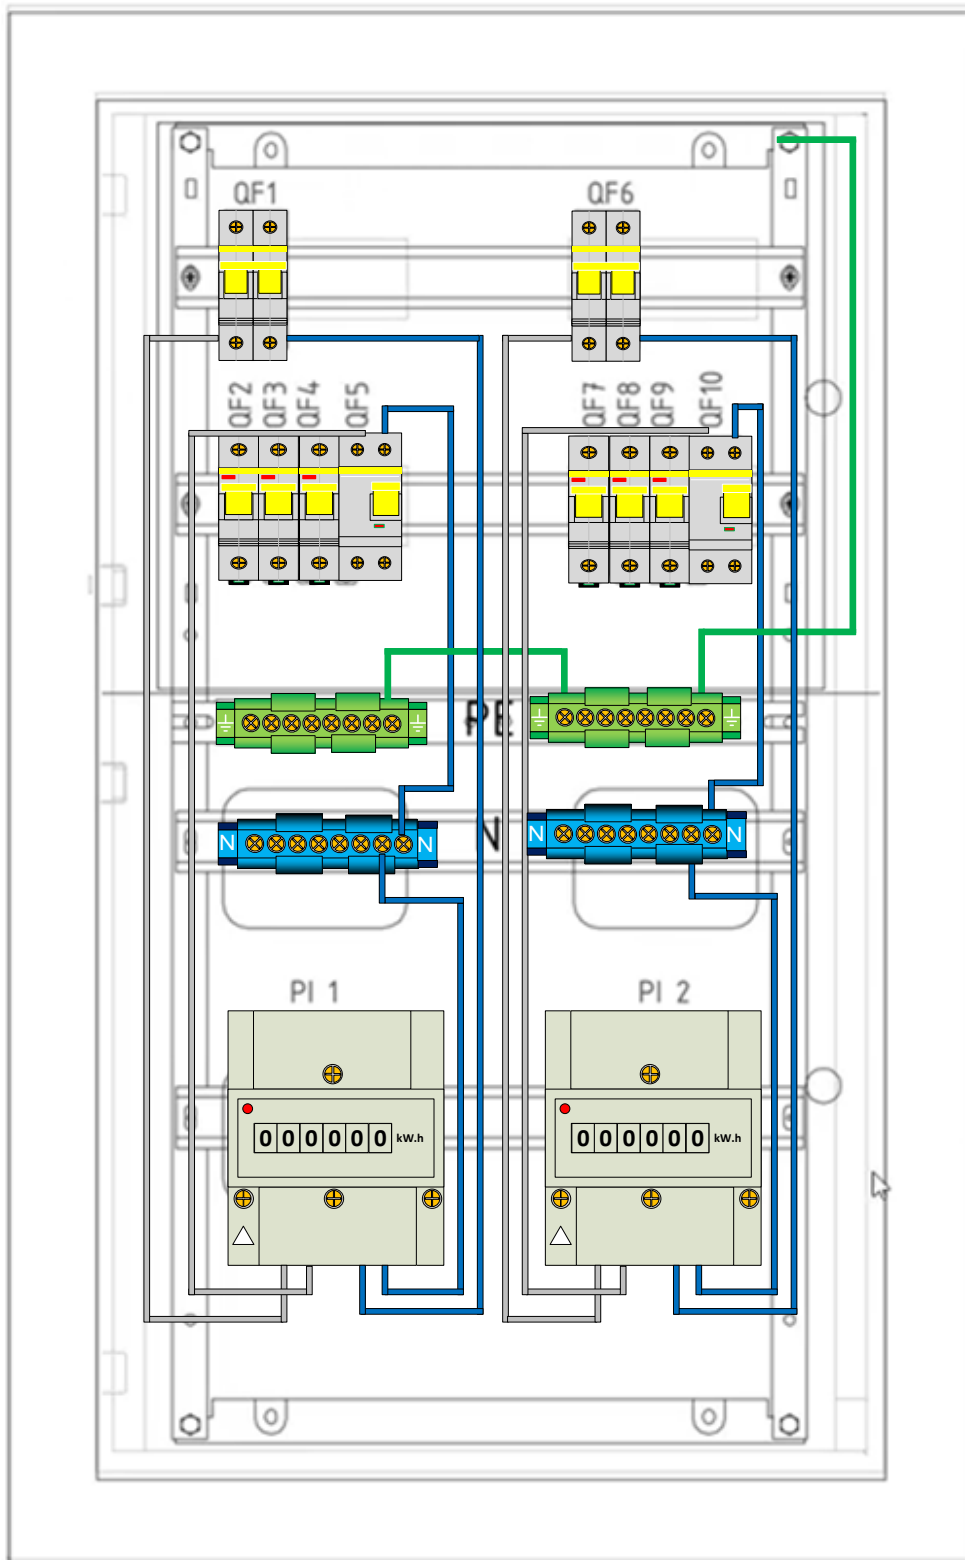 QF1 QF6
QF2 QF3 QF4 QF5 QF7 QF8 QF9 QF10
PE
N N N N N
PI 1 PI 2
000000 kW.h 000000 kW.h